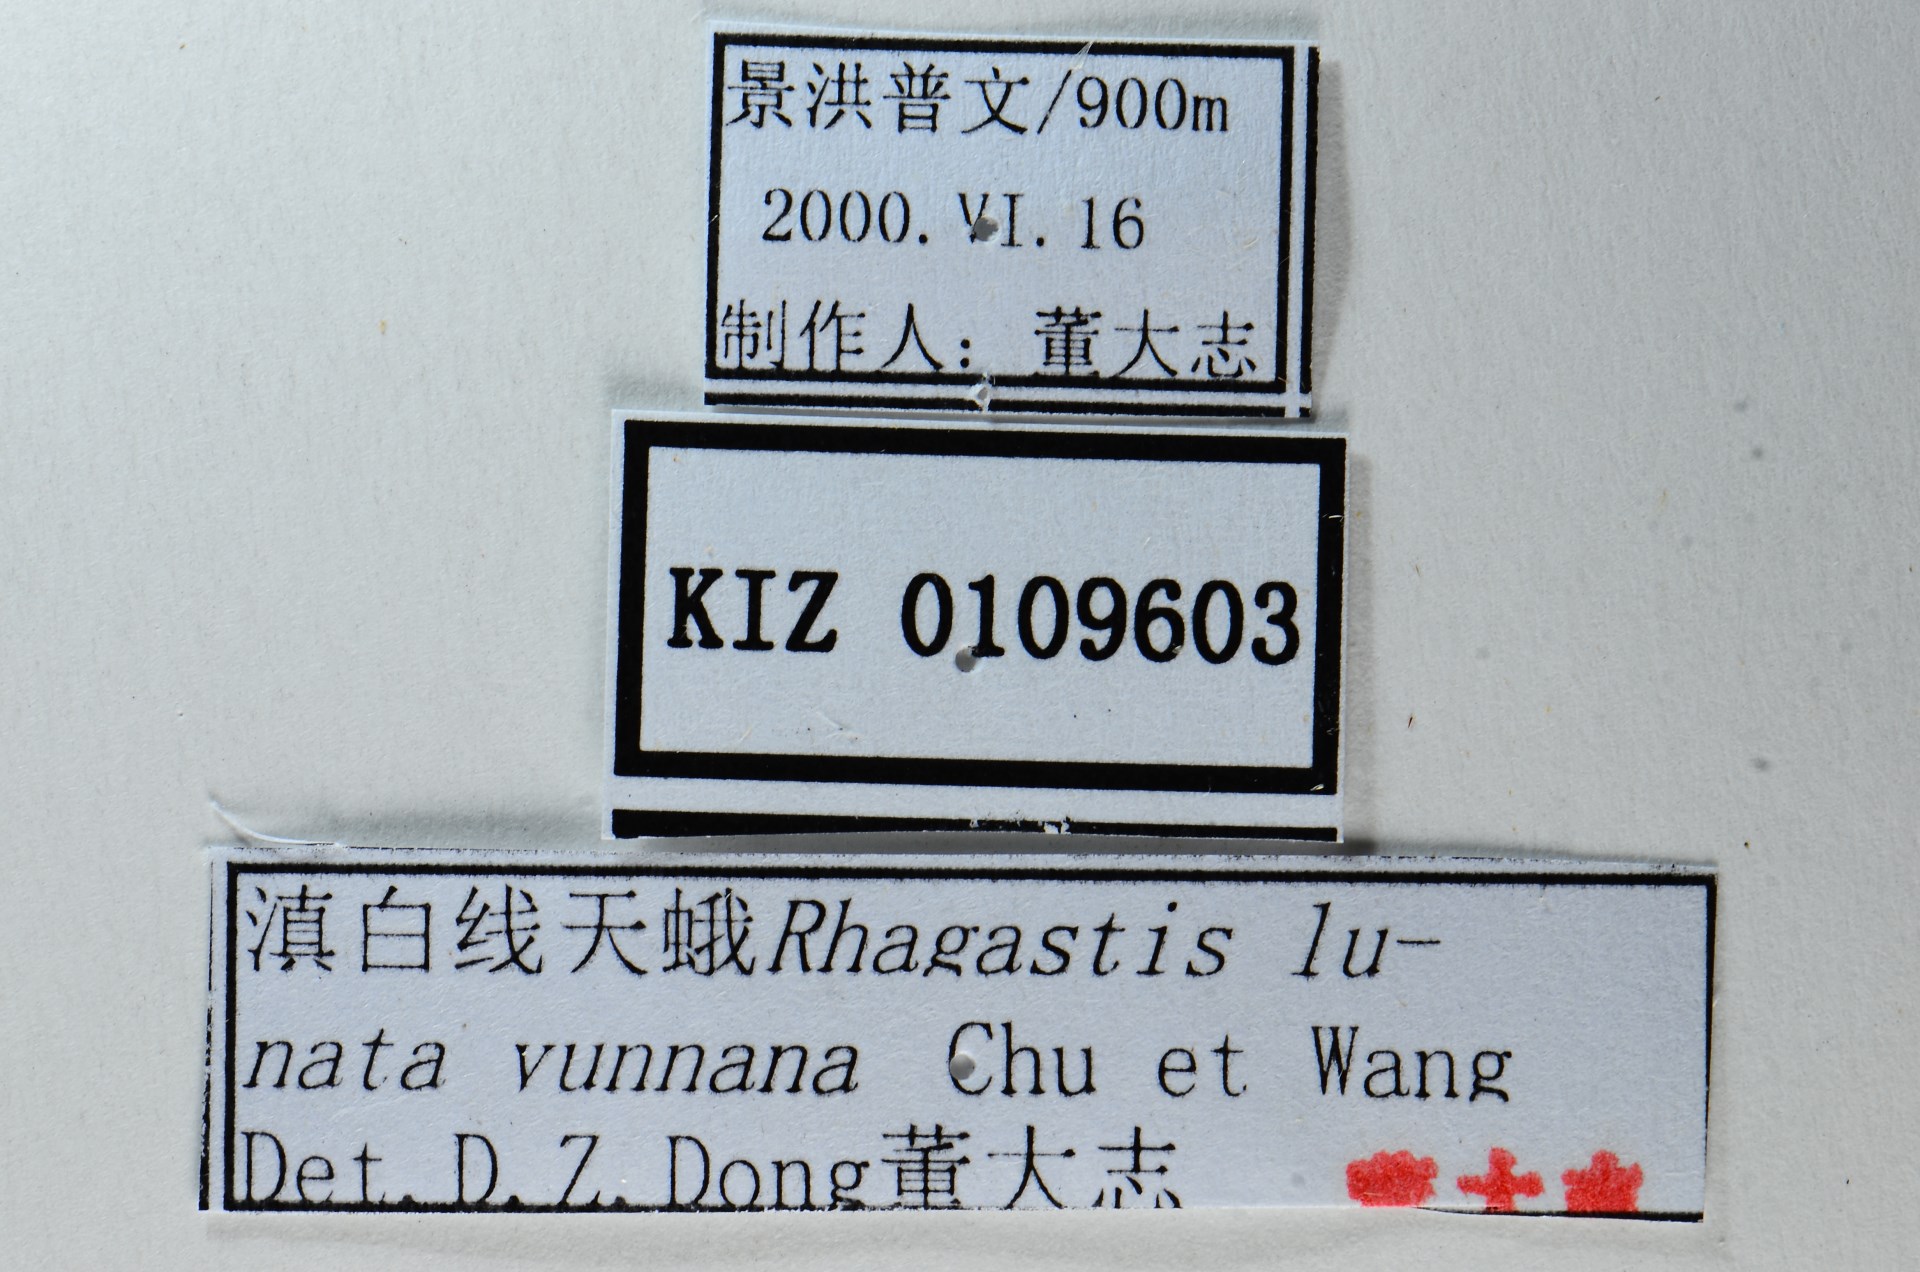 景洪普文/900m
2000.VI.16
制作人: 董大志
KIZ 0109603
滇白线天蛾Rhagastis lu-
nata vunnana Chu et Wang
Det.D.Z.Dong董大志